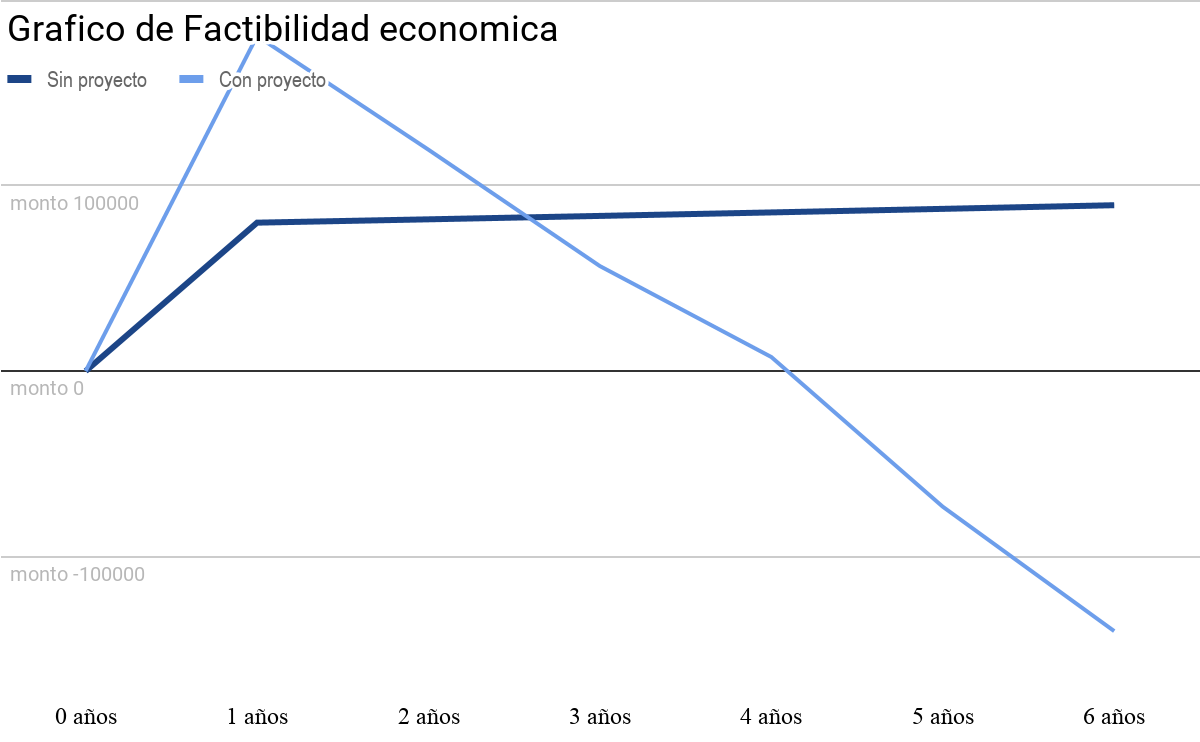 Grafico de Factibilidad economica
Sin proyecto Con proyecto
monto 100000
monto 0
monto -100000
0 años 1 años 2 años 3 años 4 años 5 años 6 años